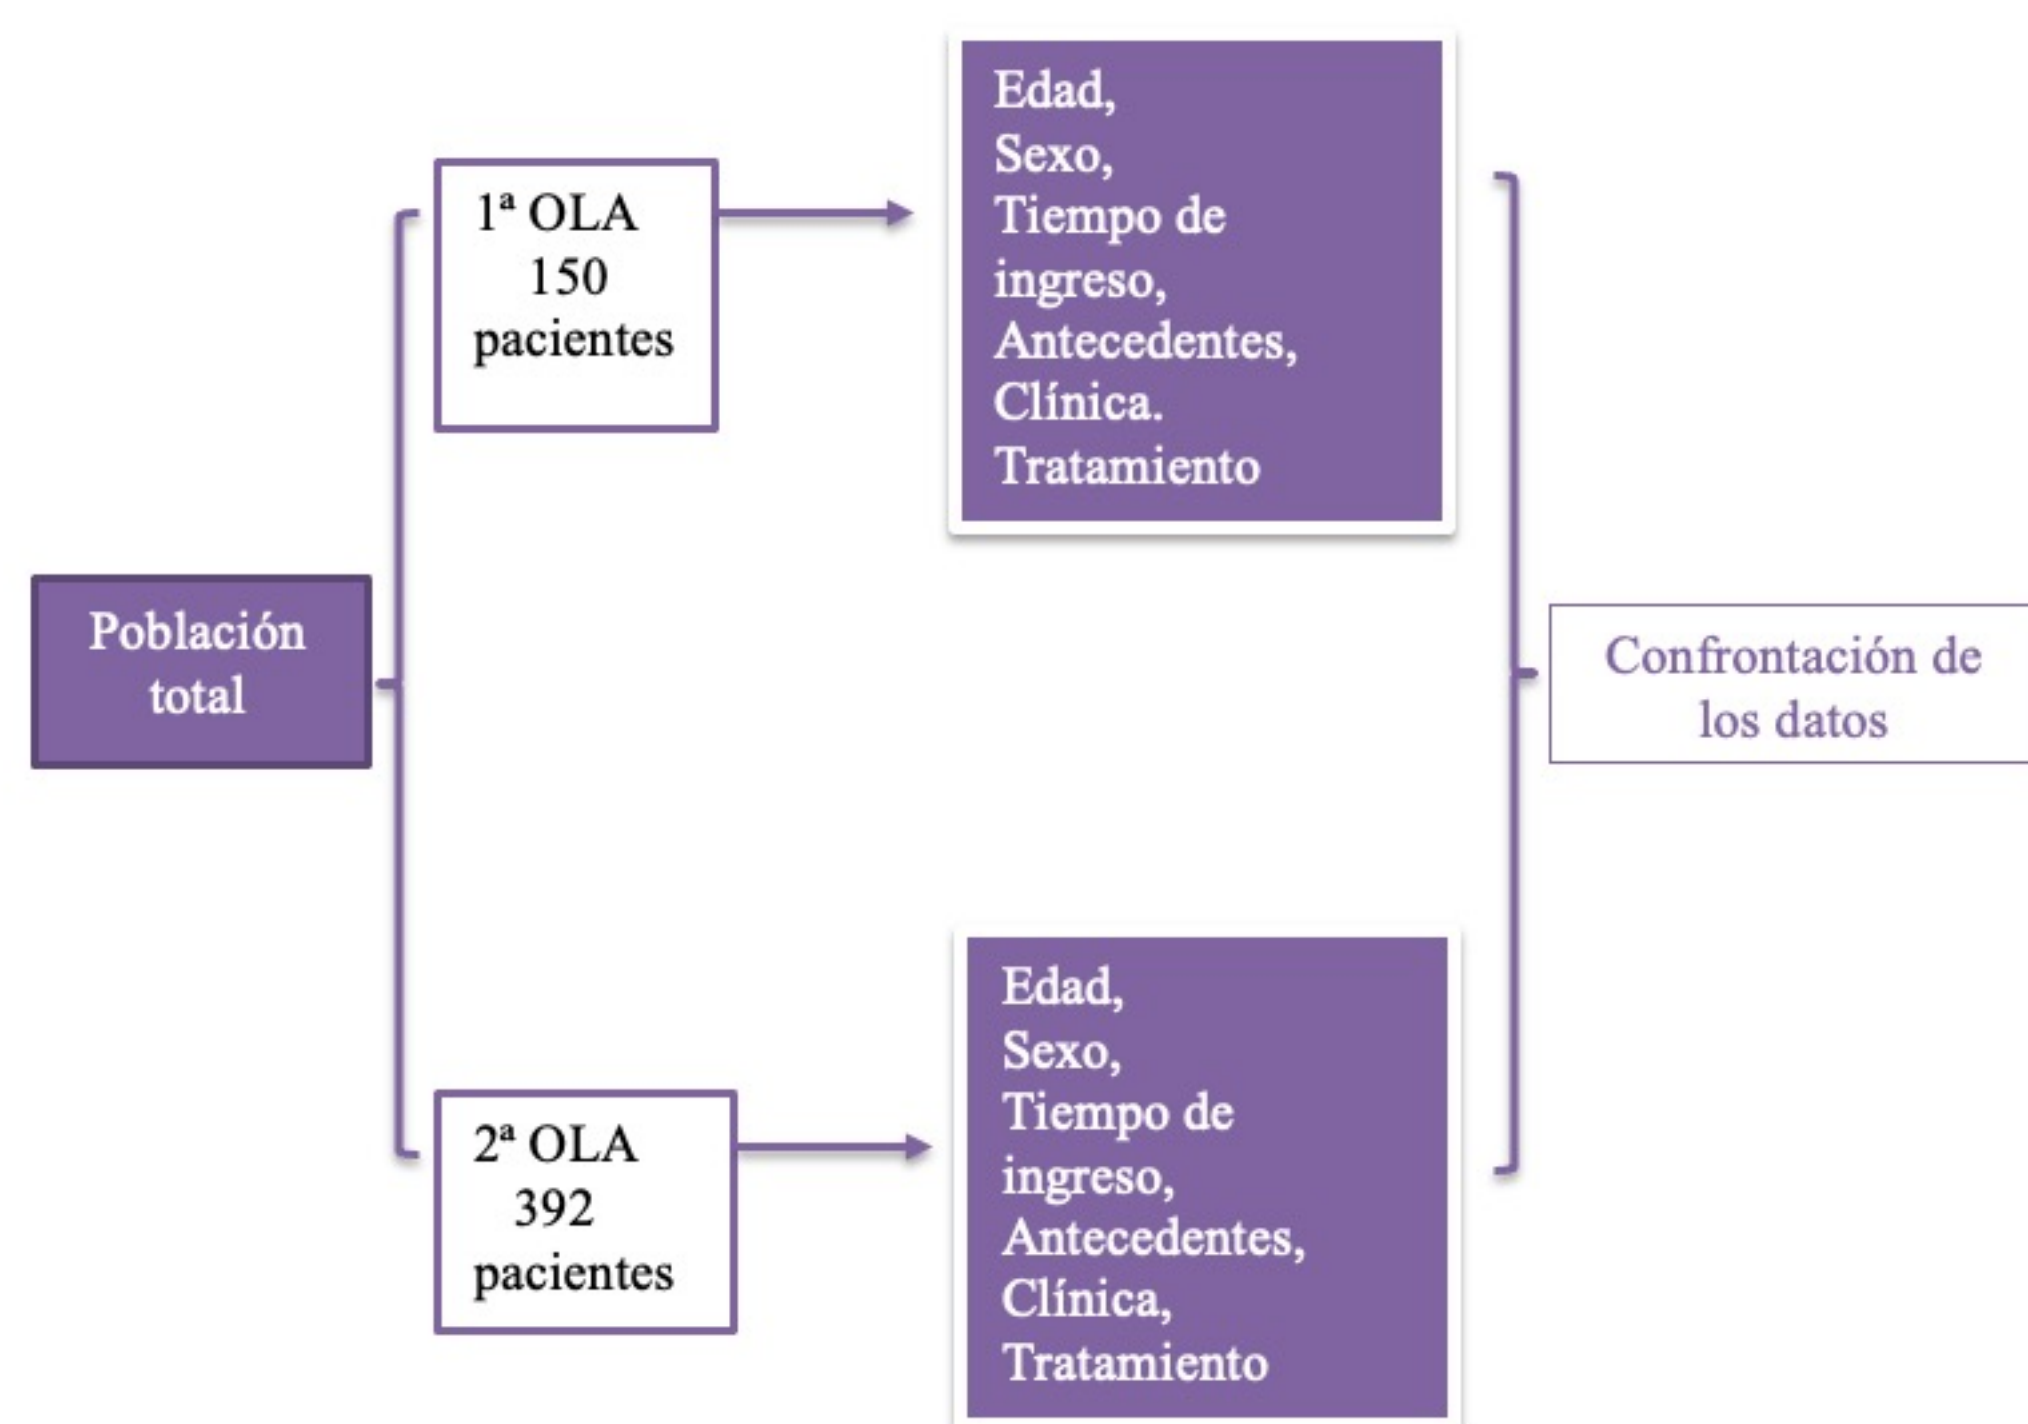 Población
total
1ª OLA
150
pacientes
Edad,
Sexo,
Tiempo de
ingreso,
Antecedentes,
Clínica.
Tratamiento
2ª OLA
392
pacientes
Edad,
Sexo,
Tiempo de
ingreso,
Antecedentes,
Clínica,
Tratamiento
Confrontación de
los datos